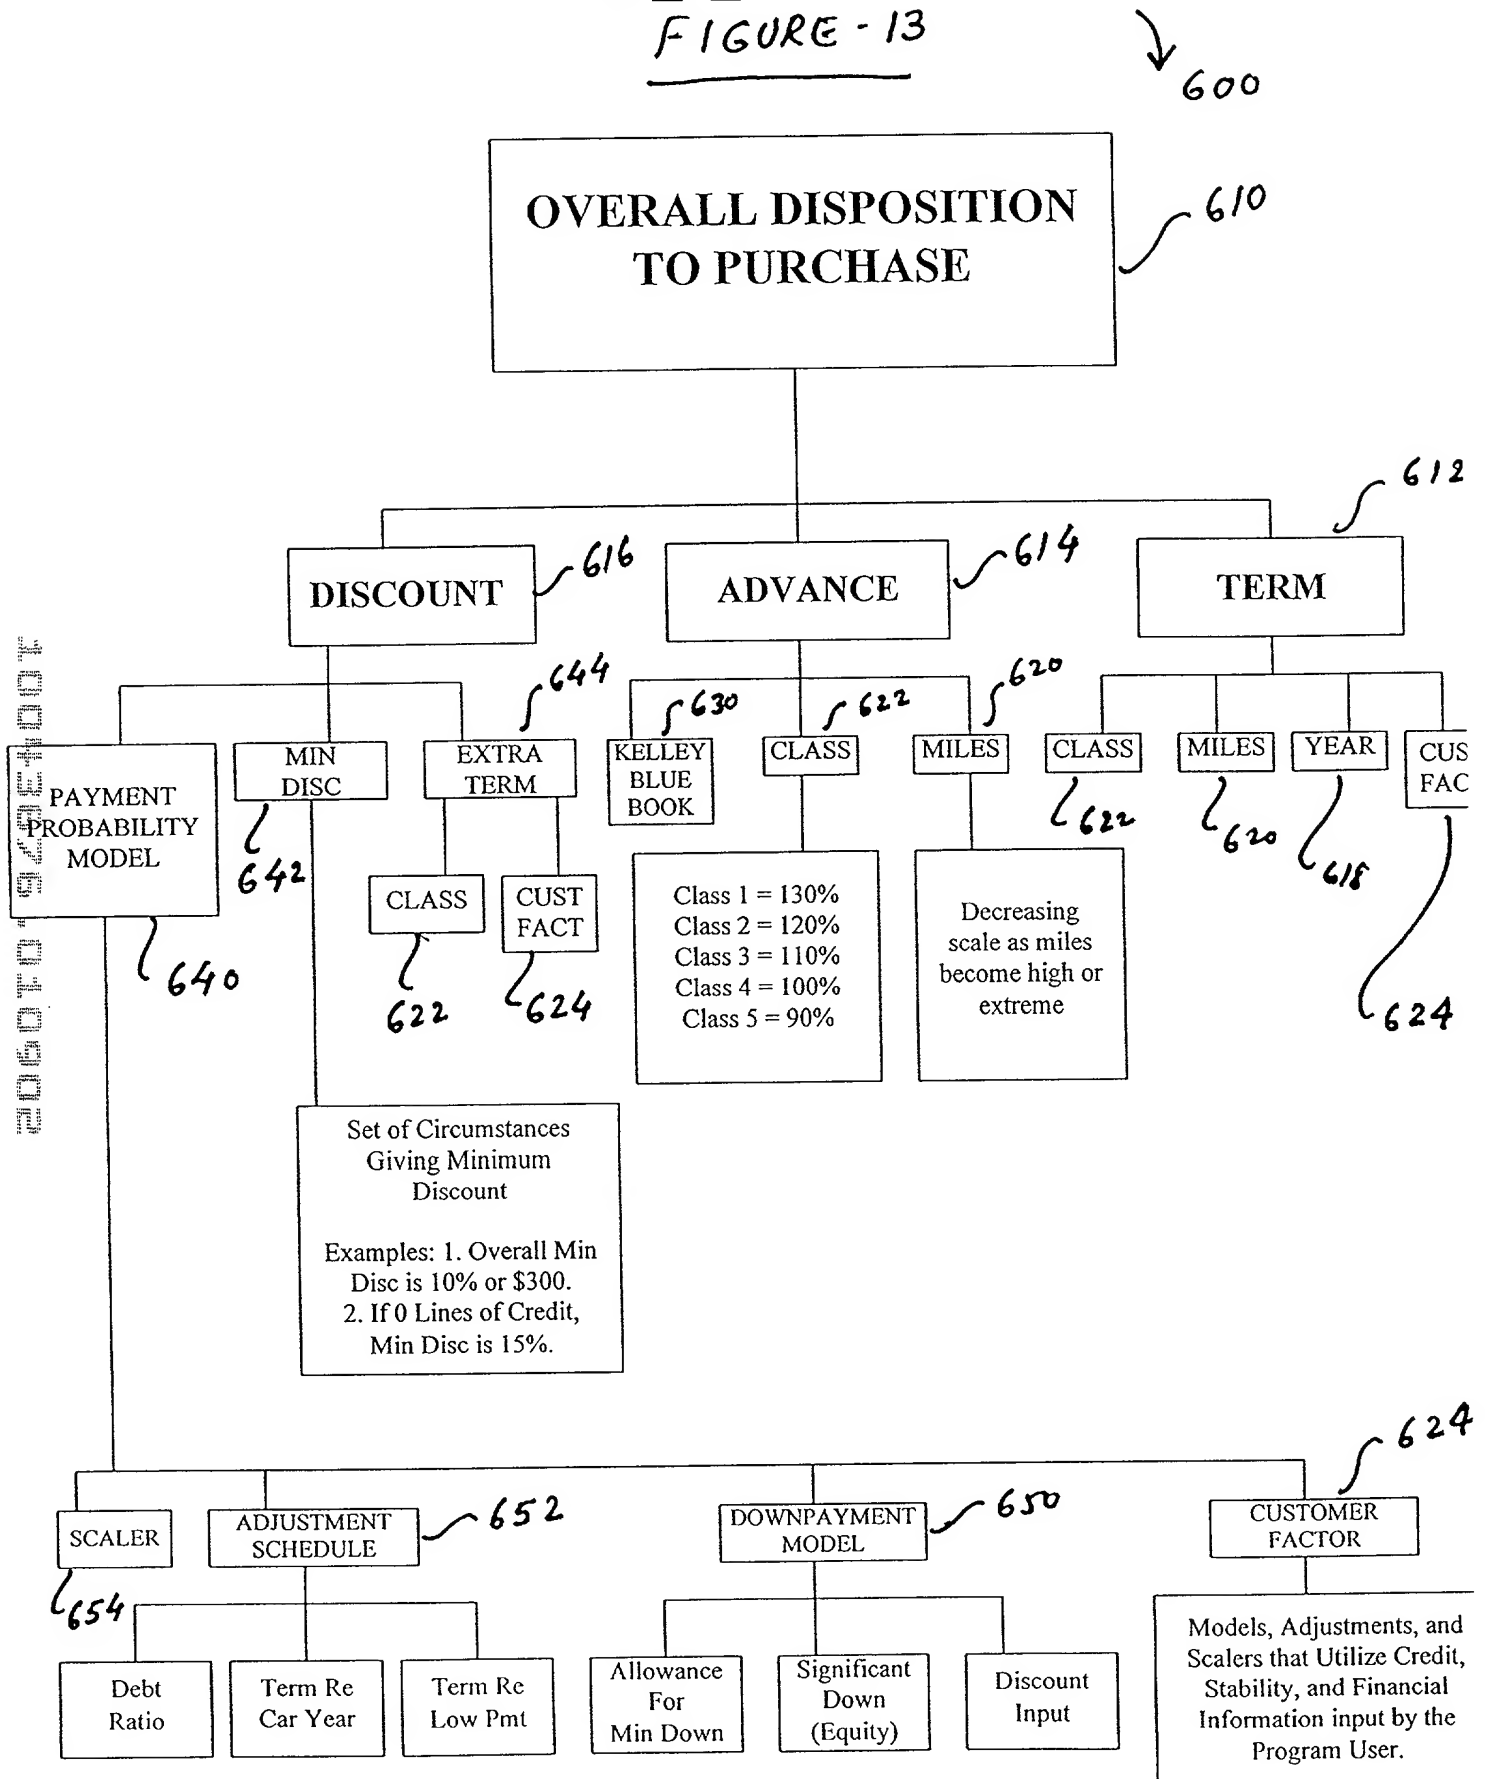 FIGURE-13
600
OVERALL DISPOSITION
TO PURCHASE
610
612
616
614
DISCOUNT
ADVANCE
TERM
644
630
622
620
PAYMENT
PROBABILITY
MODEL
MIN
DISC
EXTRA
TERM
KELLEY
BLUE
BOOK
CLASS
MILES
CLASS
MILES
YEAR
CUS
FAC
642
622
620
618
624
640
CLASS
CUST
FACT
622
624
Class 1 = 130%
Class 2 = 120%
Class 3 = 110%
Class 4 = 100%
Class 5 = 90%
Decreasing
scale as miles
become high or
extreme
Set of Circumstances
Giving Minimum
Discount
Examples: 1. Overall Min
Disc is 10% or $300.
2. If 0 Lines of Credit,
Min Disc is 15%.
624
SCALER
654
ADJUSTMENT
SCHEDULE
652
DOWNPAYMENT
MODEL
650
CUSTOMER
FACTOR
Debt
Ratio
Term Re
Car Year
Term Re
Low Pmt
Allowance
For
Min Down
Significant
Down
(Equity)
Discount
Input
Models, Adjustments, and
Scalers that Utilize Credit,
Stability, and Financial
Information input by the
Program User.